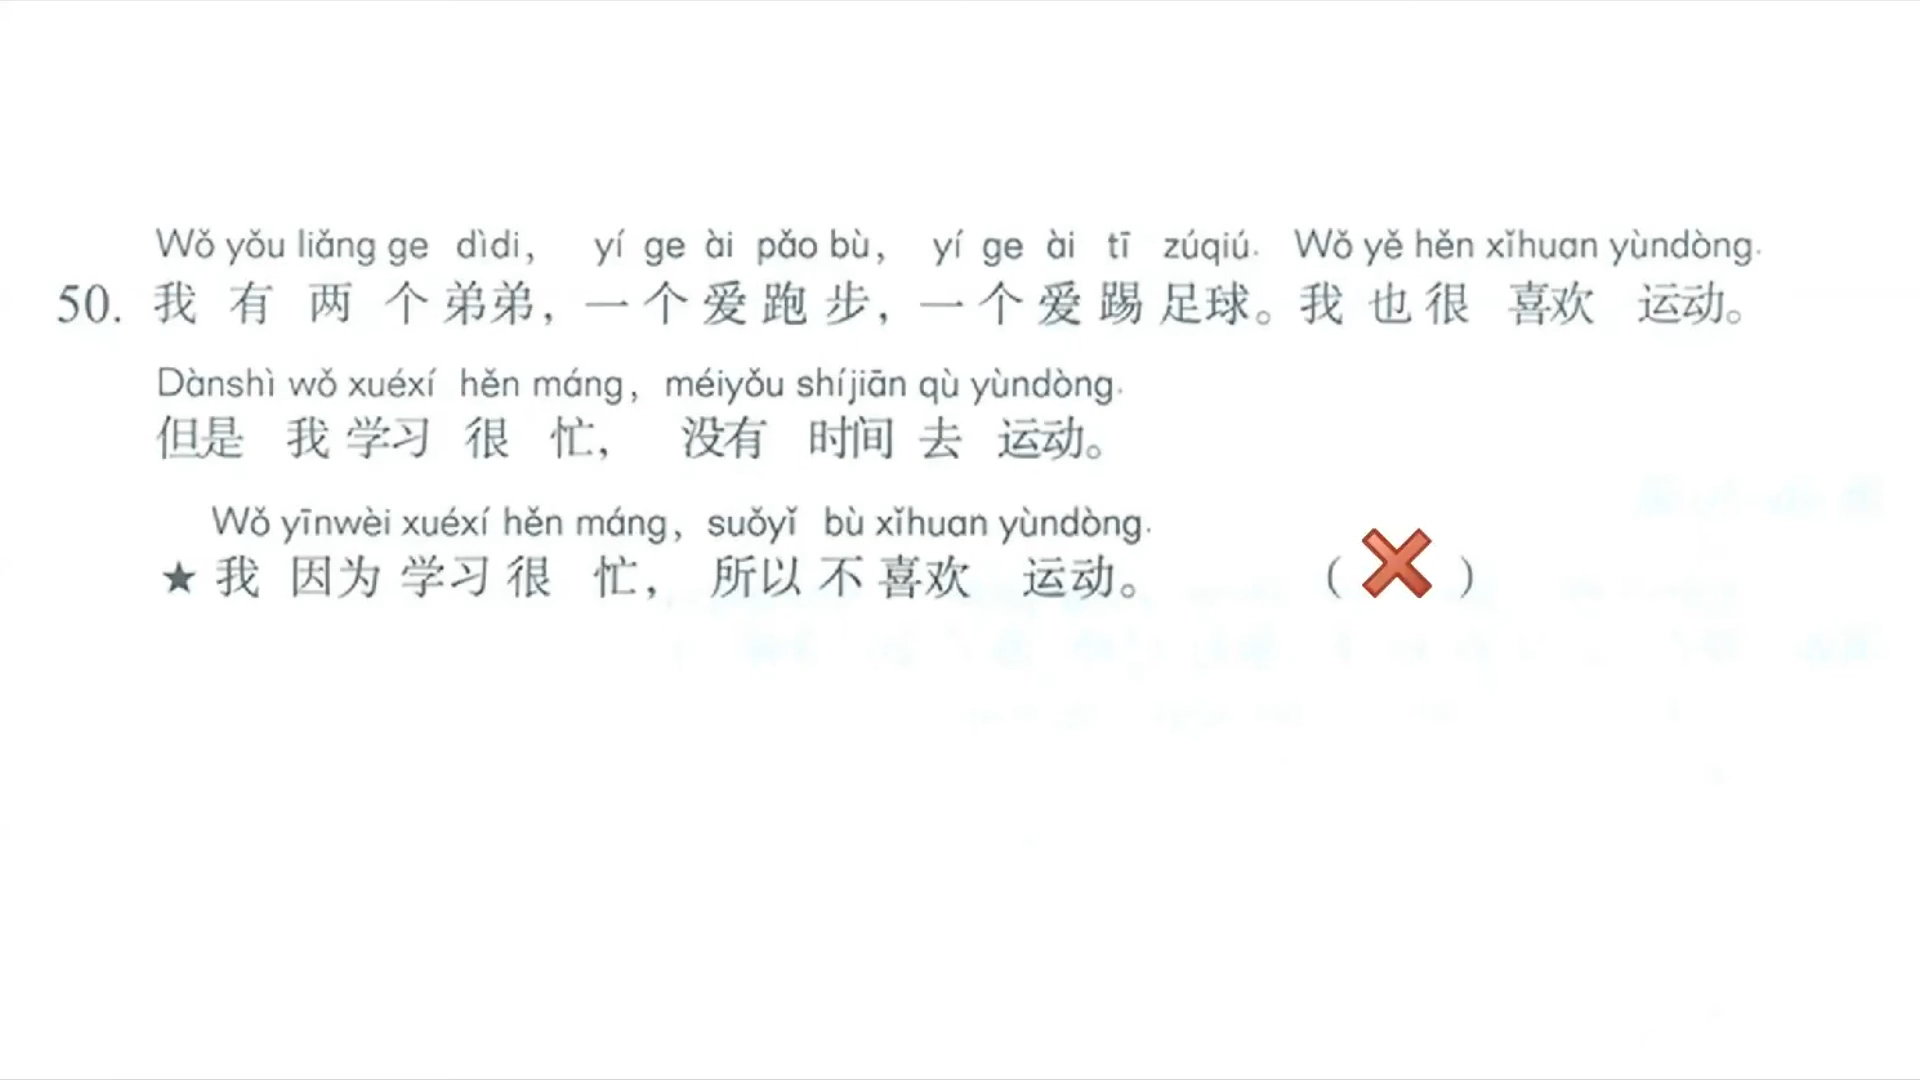 Wǒ yǒu liǎng ge dìdi, yí ge ài pǎo bù, yí ge ài tī zúqiú. Wǒ yě hěn xǐhuan yùndòng.
50. 我有两个弟弟，一个爱跑步，一个爱踢足球。我也很喜欢运动。
Dànshì wǒ xuéxí hěn máng, méiyǒu shíjiān qù yùndòng.
但是我学习很忙，没有时间去运动。
Wǒ yīnwèi xuéxí hěn máng, suǒyǐ bù xǐhuan yùndòng.
★ 我因为学习很忙，所以不喜欢运动。 (❌)